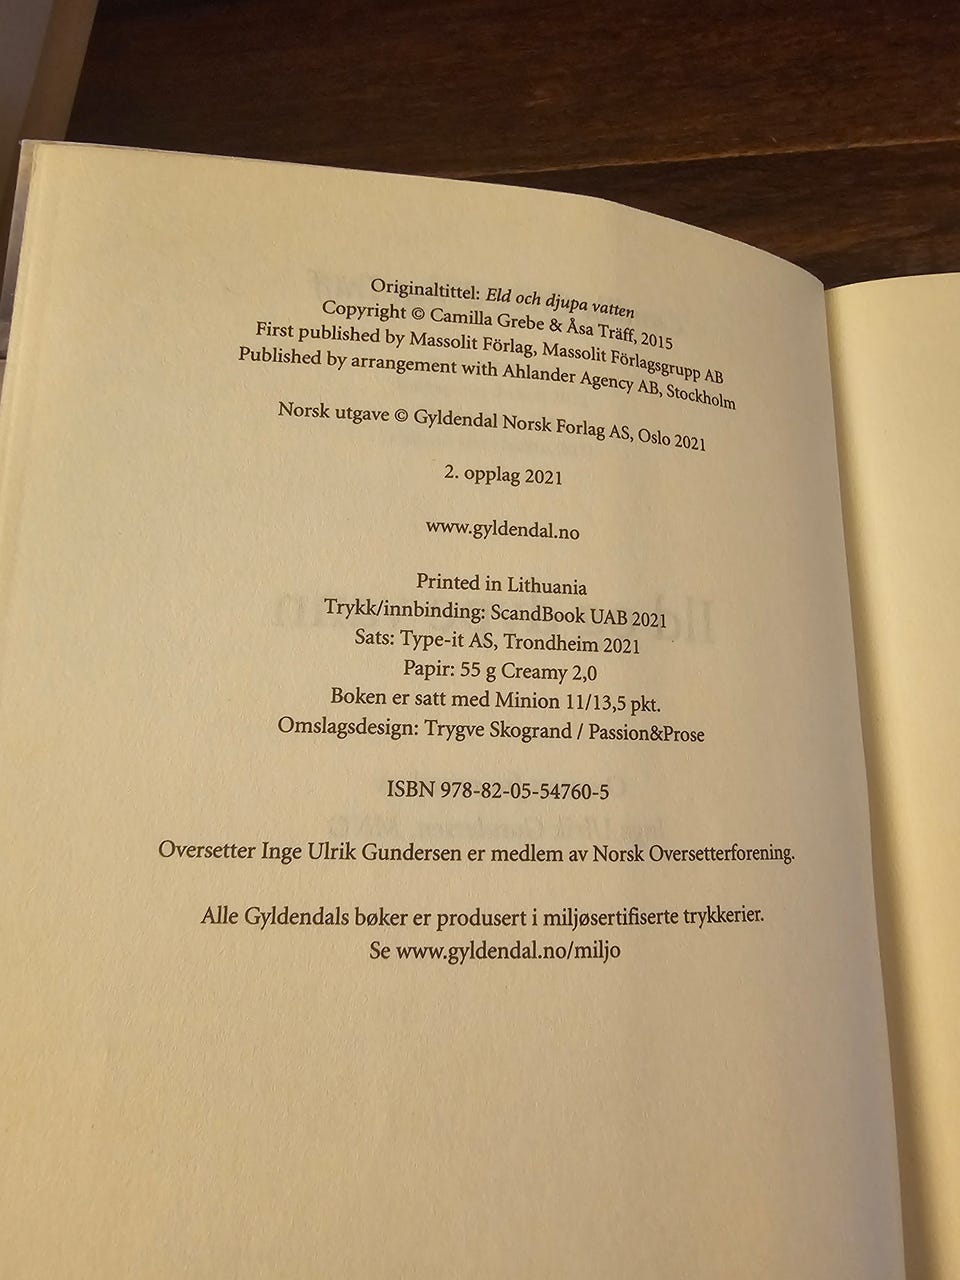 Originaltittel: Eld och djupa vatten
Copyright © Camilla Grebe & Åsa Träff, 2015
First published by Massolit Förlag, Massolit Förlagsgrupp AB
Published by arrangement with Ahlander Agency AB, Stockholm
Norsk utgave © Gyldendal Norsk Forlag AS, Oslo 2021
2. opplag 2021
www.gyldendal.no
Printed in Lithuania
Trykk/innbinding: ScandBook UAB 2021
Sats: Type-it AS, Trondheim 2021
Papir: 55 g Creamy 2,0
Boken er satt med Minion 11/13,5 pkt.
Omslagsdesign: Trygve Skogrand / Passion&Prose
ISBN 978-82-05-54760-5
Oversetter Inge Ulrik Gundersen er medlem av Norsk Oversetterforening.
Alle Gyldendals bøker er produsert i miljøsertifiserte trykkerier.
Se www.gyldendal.no/miljo